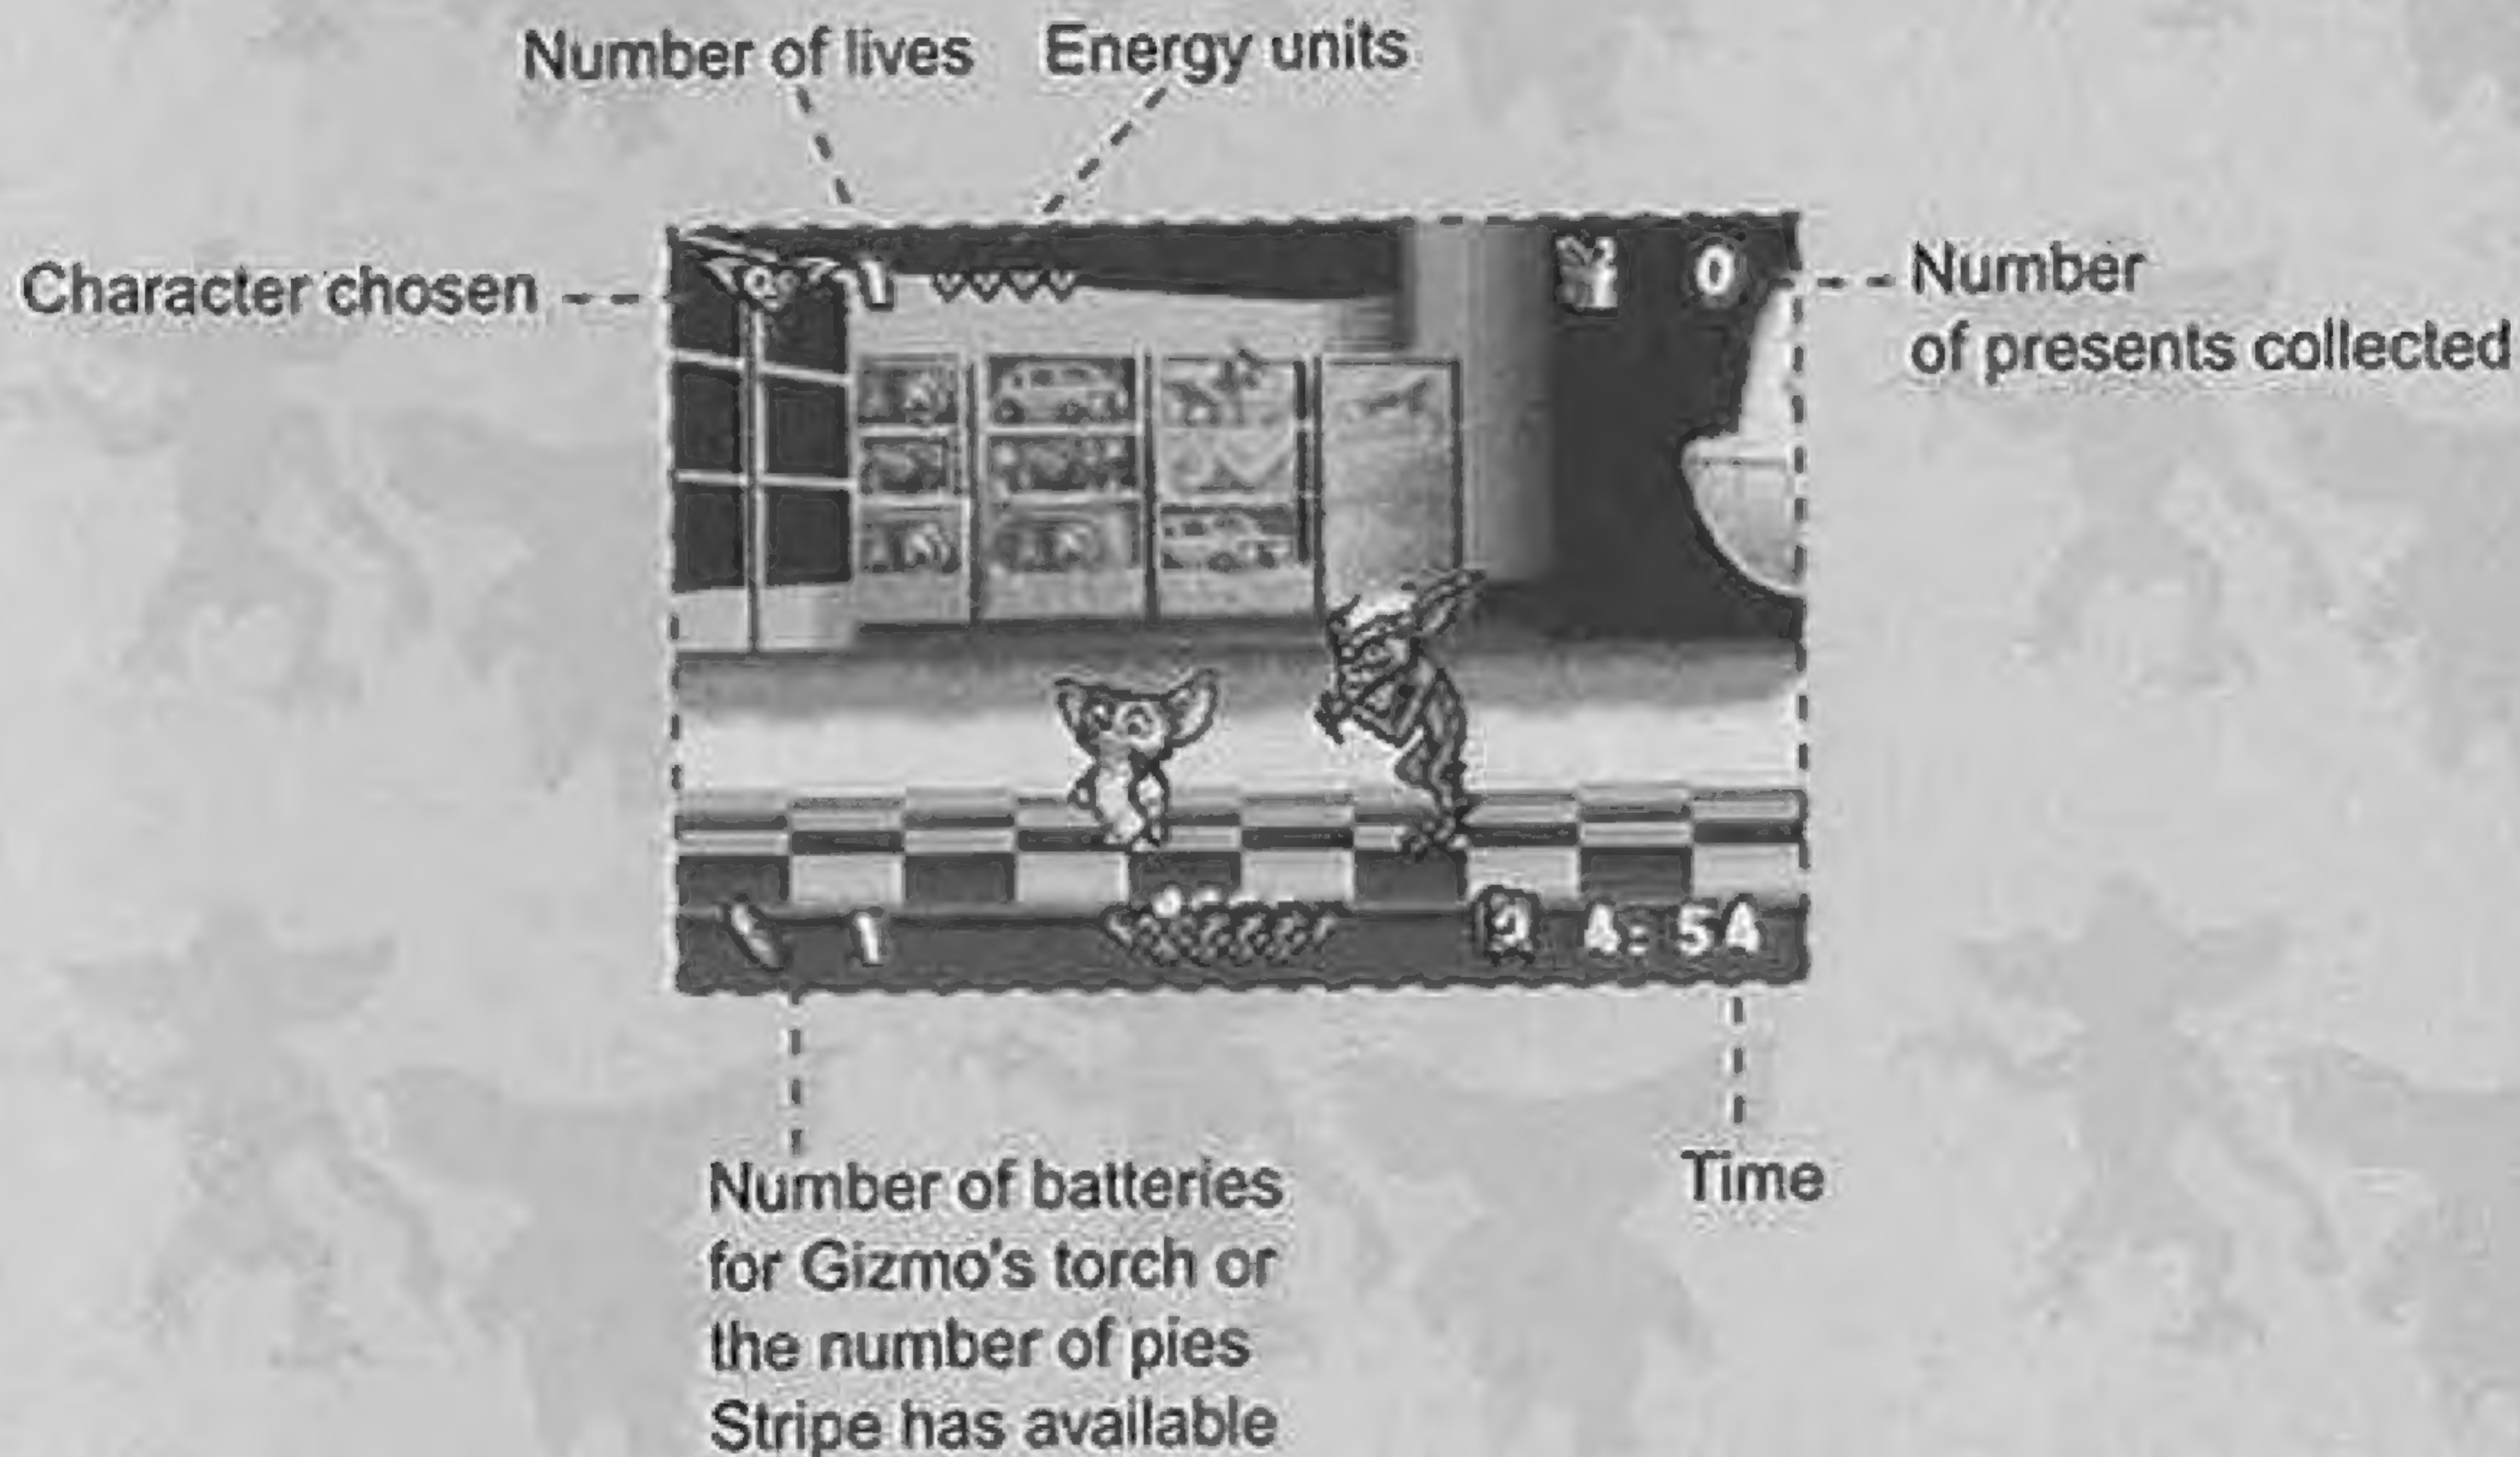 Number of lives Energy units
Character chosen
1
0
Number
of presents collected
1
4:54
Number of batteries
for Gizmo's torch or
the number of pies
Stripe has available
Time